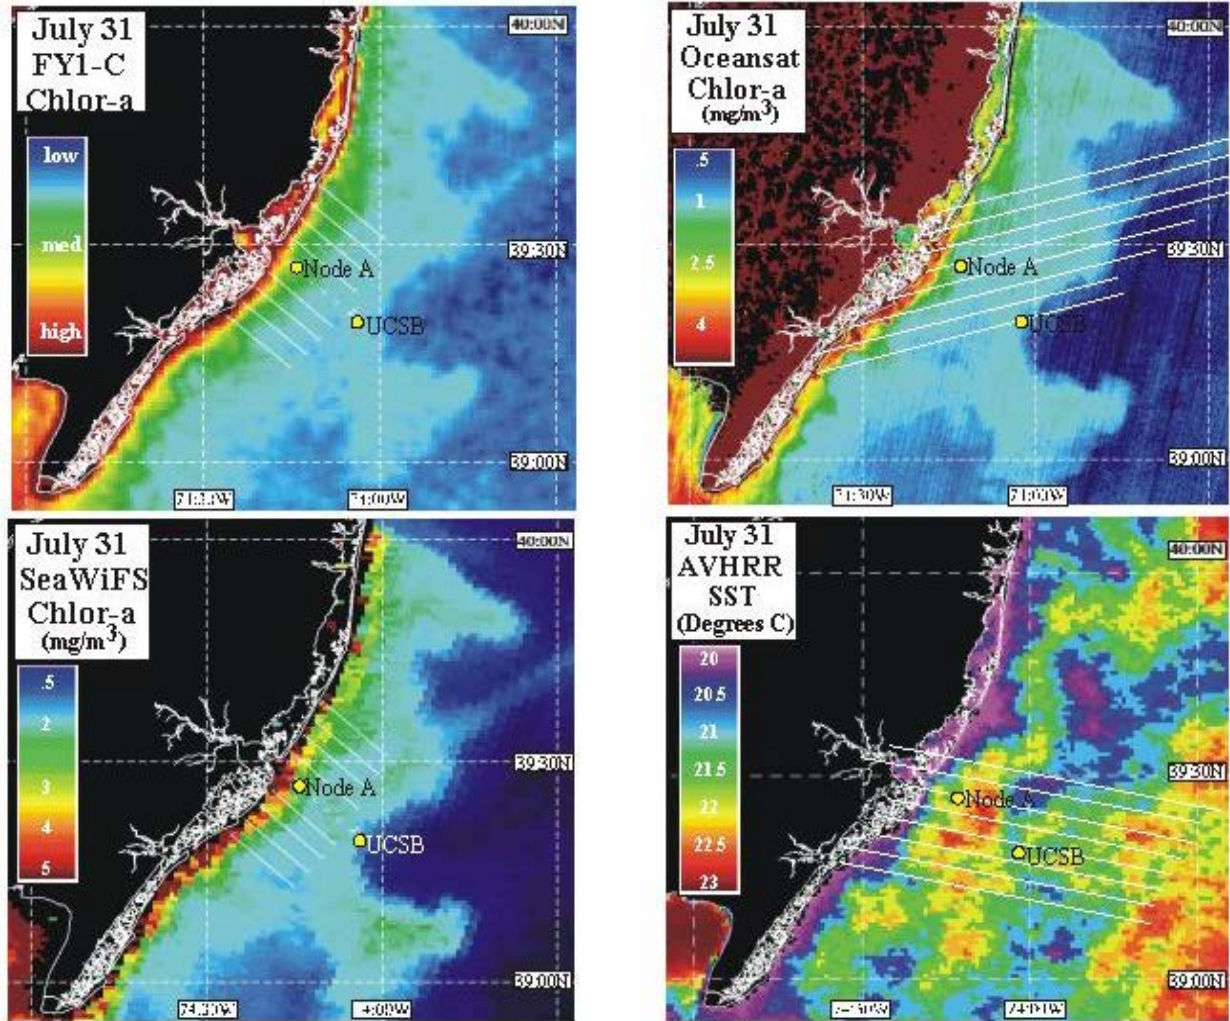 July 31
FY1-C
Chlor-a
low
med
high
40:00N
39:30N
39:00N
Node A
UCSB
July 31
Oceansat
Chlor-a
(mg/m³)
.5
1
2.5
4
40:00N
39:30N
39:00N
Node A
UCSB
July 31
SeaWiFS
Chlor-a
(mg/m³)
.5
2
3
4
5
40:00N
39:30N
39:00N
74:30W
Node A
UCSB
July 31
AVHRR
SST
(Degrees C)
20
20.5
21
21.5
22
22.5
23
40:00N
39:30N
39:00N
74:00W
Node A
UCSB